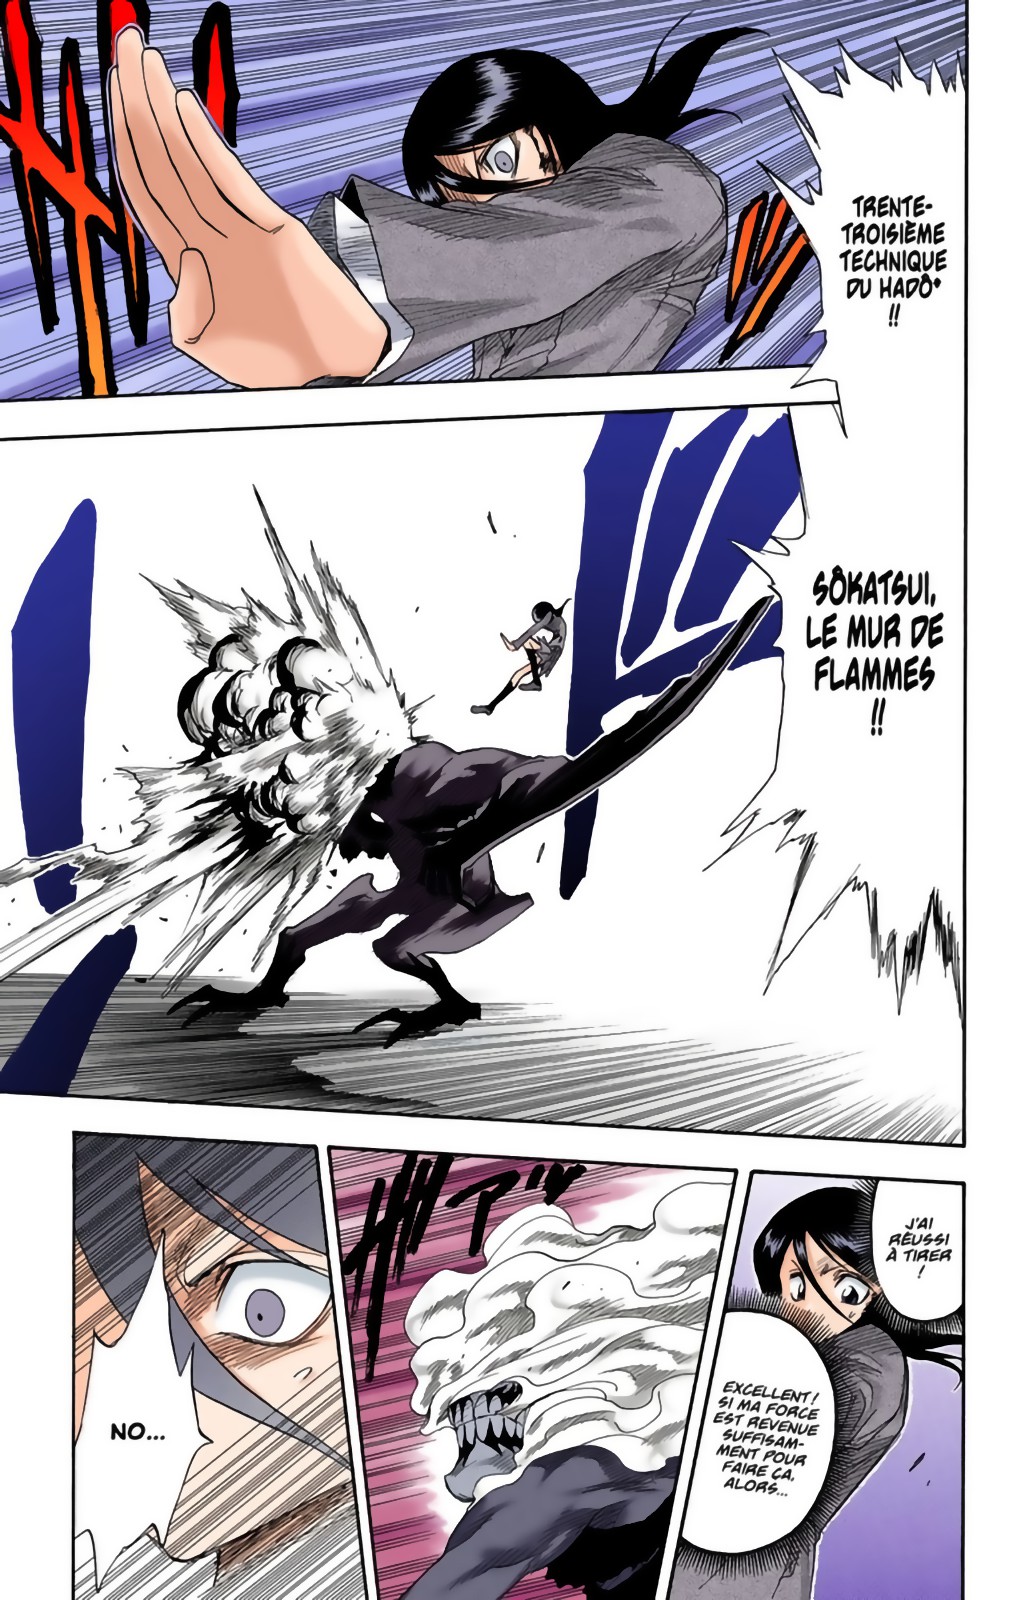 TRENTE-
TROISIÈME
TECHNIQUE
DU HADÔ*
!!
SÔKATSUI,
LE MUR DE
FLAMMES
!!
J'AI
RÉUSSI
À TIRER
!
EXCELLENT !
SI MA FORCE
EST REVENUE
SUFFISAM-
MENT POUR
FAIRE ÇA,
ALORS...
NO...